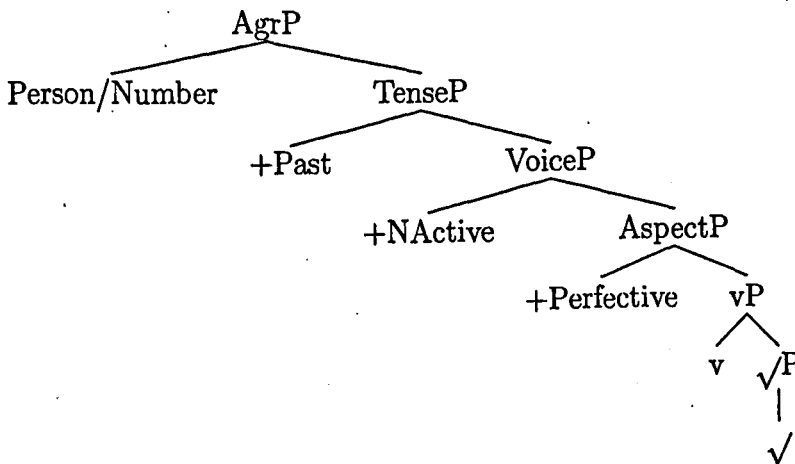 AgrP
Person/Number TenseP
+Past VoiceP
+NActive AspectP
+Perfective vP
v √P
√